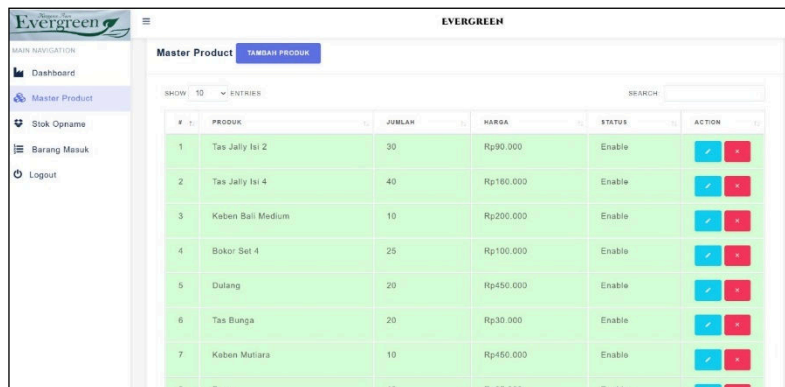 Evergreen
EVERGREEN
MAIN NAVIGATION
Dashboard
Master Product
Stok Opname
Barang Masuk
Logout
Master Product TAMBAH PRODUK
SHOW 10 ENTRIES SEARCH:
# PRODUK JUMLAH HARGA STATUS ACTION
1 Tas Jally Isi 2 30 Rp90.000 Enable
2 Tas Jally Isi 4 40 Rp160.000 Enable
3 Keben Bali Medium 10 Rp200.000 Enable
4 Bokor Set 4 25 Rp100.000 Enable
5 Dulang 20 Rp450.000 Enable
6 Tas Bunga 20 Rp30.000 Enable
7 Keben Mutiara 10 Rp450.000 Enable